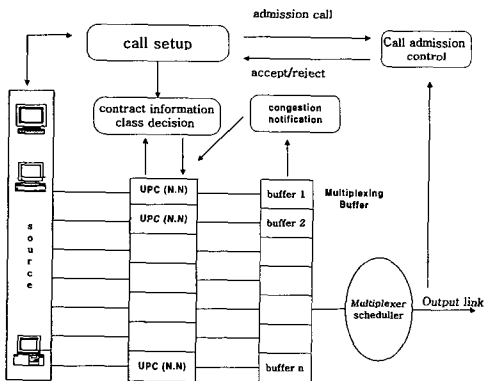 admission call
call setup
Call admission
control
accept/reject
contract information
class decision
congestion
notification
UPC (N.N)
buffer 1
Multiplexing
Buffer
UPC (N.N)
buffer 2
source
Multiplexer
scheduller
Output link
UPC (N.N)
buffer n